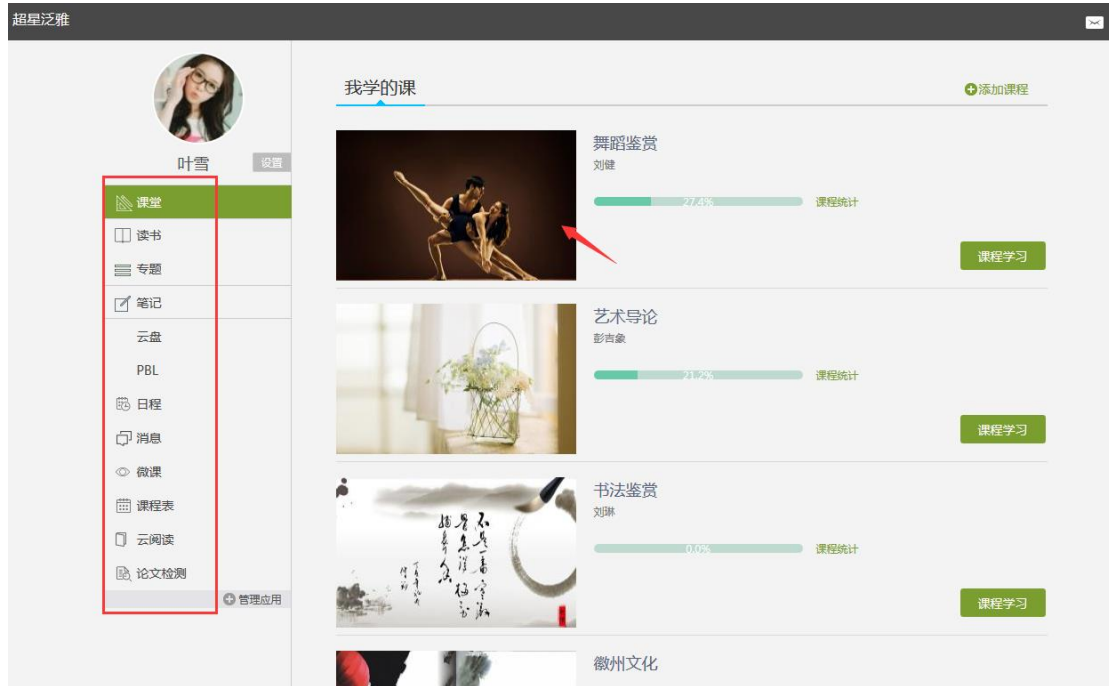 超星泛雅
叶雪
设置
课堂
读书
专题
笔记
云盘
PBL
日程
消息
微课
课程表
云阅读
论文检测
管理应用
我学的课
添加课程
舞蹈鉴赏
刘健
27.4%
课程统计
课程学习
艺术导论
彭吉象
21.2%
课程统计
课程学习
书法鉴赏
刘琳
0.0%
课程统计
课程学习
徽州文化